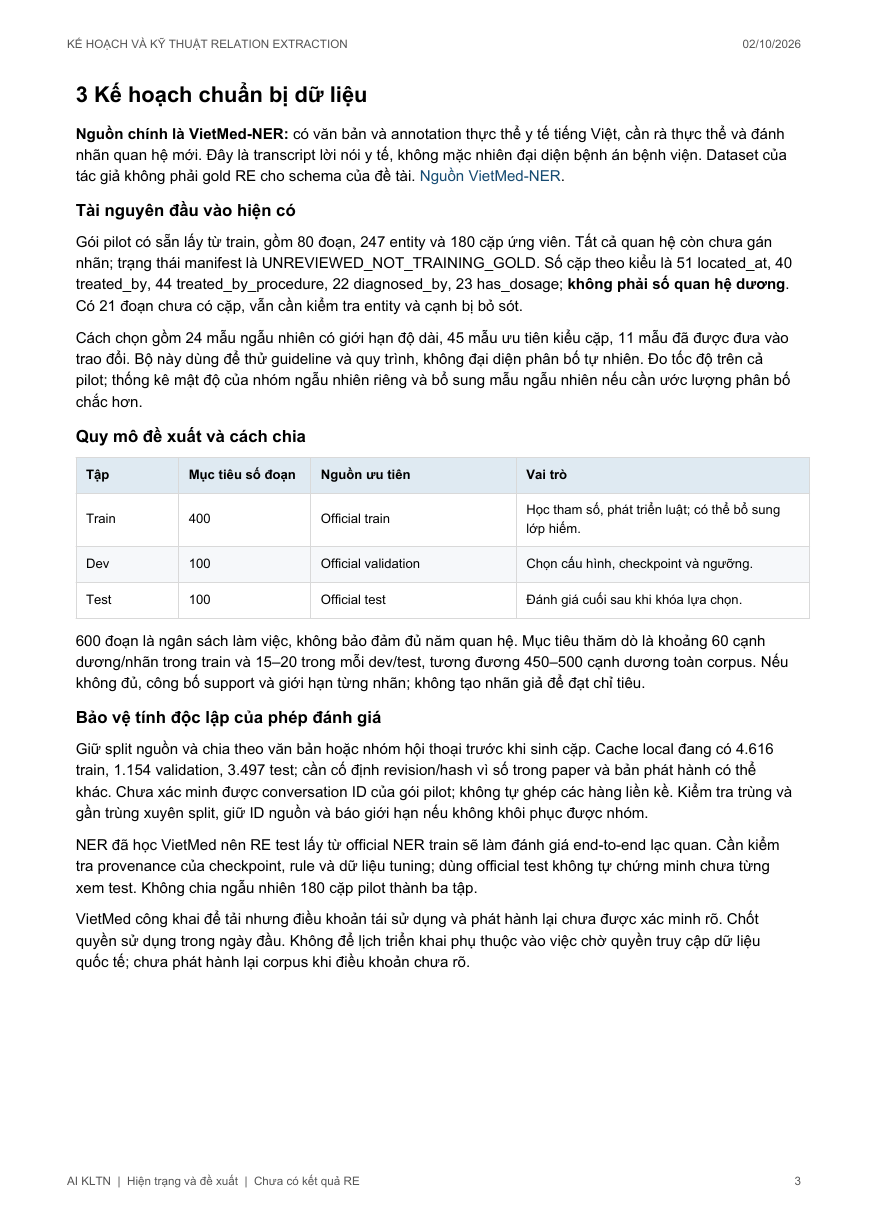 KẾ HOẠCH VÀ KỸ THUẬT RELATION EXTRACTION 02/10/2026
3 Kế hoạch chuẩn bị dữ liệu
Nguồn chính là VietMed-NER: có văn bản và annotation thực thể y tế tiếng Việt, cần rà thực thể và đánh
nhãn quan hệ mới. Đây là transcript lời nói y tế, không mặc nhiên đại diện bệnh án bệnh viện. Dataset của
tác giả không phải gold RE cho schema của đề tài. Nguồn VietMed-NER.
Tài nguyên đầu vào hiện có
Gói pilot có sẵn lấy từ train, gồm 80 đoạn, 247 entity và 180 cặp ứng viên. Tất cả quan hệ còn chưa gán
nhãn; trạng thái manifest là UNREVIEWED_NOT_TRAINING_GOLD. Số cặp theo kiểu là 51 located_at, 40
treated_by, 44 treated_by_procedure, 22 diagnosed_by, 23 has_dosage; không phải số quan hệ dương.
Có 21 đoạn chưa có cặp, vẫn cần kiểm tra entity và cạnh bị bỏ sót.
Cách chọn gồm 24 mẫu ngẫu nhiên có giới hạn độ dài, 45 mẫu ưu tiên kiểu cặp, 11 mẫu đã được đưa vào
trao đổi. Bộ này dùng để thử guideline và quy trình, không đại diện phân bố tự nhiên. Đo tốc độ trên cả
pilot; thống kê mật độ của nhóm ngẫu nhiên riêng và bổ sung mẫu ngẫu nhiên nếu cần ước lượng phân bố
chắc hơn.
Quy mô đề xuất và cách chia
Tập Mục tiêu số đoạn Nguồn ưu tiên Vai trò
Train 400 Official train Học tham số, phát triển luật; có thể bổ sung
lớp hiếm.
Dev 100 Official validation Chọn cấu hình, checkpoint và ngưỡng.
Test 100 Official test Đánh giá cuối sau khi khóa lựa chọn.
600 đoạn là ngân sách làm việc, không bảo đảm đủ năm quan hệ. Mục tiêu thăm dò là khoảng 60 cạnh
dương/nhãn trong train và 15–20 trong mỗi dev/test, tương đương 450–500 cạnh dương toàn corpus. Nếu
không đủ, công bố support và giới hạn từng nhãn; không tạo nhãn giả để đạt chỉ tiêu.
Bảo vệ tính độc lập của phép đánh giá
Giữ split nguồn và chia theo văn bản hoặc nhóm hội thoại trước khi sinh cặp. Cache local đang có 4.616
train, 1.154 validation, 3.497 test; cần cố định revision/hash vì số trong paper và bản phát hành có thể
khác. Chưa xác minh được conversation ID của gói pilot; không tự ghép các hàng liền kề. Kiểm tra trùng và
gần trùng xuyên split, giữ ID nguồn và báo giới hạn nếu không khôi phục được nhóm.
NER đã học VietMed nên RE test lấy từ official NER train sẽ làm đánh giá end-to-end lạc quan. Cần kiểm
tra provenance của checkpoint, rule và dữ liệu tuning; dùng official test không tự chứng minh chưa từng
xem test. Không chia ngẫu nhiên 180 cặp pilot thành ba tập.
VietMed công khai để tải nhưng điều khoản tái sử dụng và phát hành lại chưa được xác minh rõ. Chốt
quyền sử dụng trong ngày đầu. Không để lịch triển khai phụ thuộc vào việc chờ quyền truy cập dữ liệu
quốc tế; chưa phát hành lại corpus khi điều khoản chưa rõ.
AI KLTN | Hiện trạng và đề xuất | Chưa có kết quả RE 3